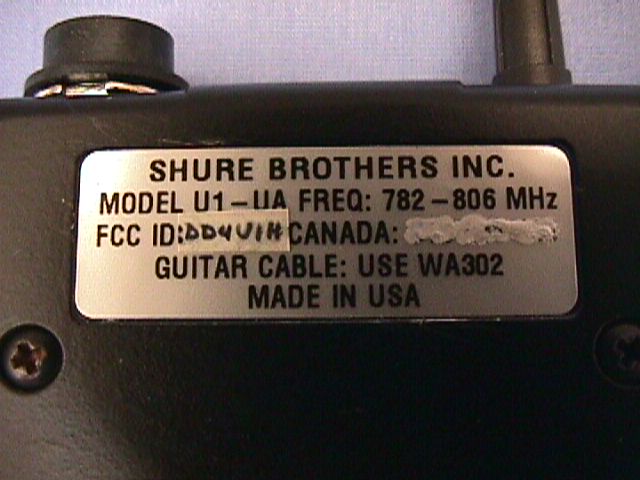 SHURE BROTHERS INC.
MODEL U1-UA FREQ: 782-806 MHz
FCC ID: DD4U1H CANADA:
GUITAR CABLE: USE WA302
MADE IN USA